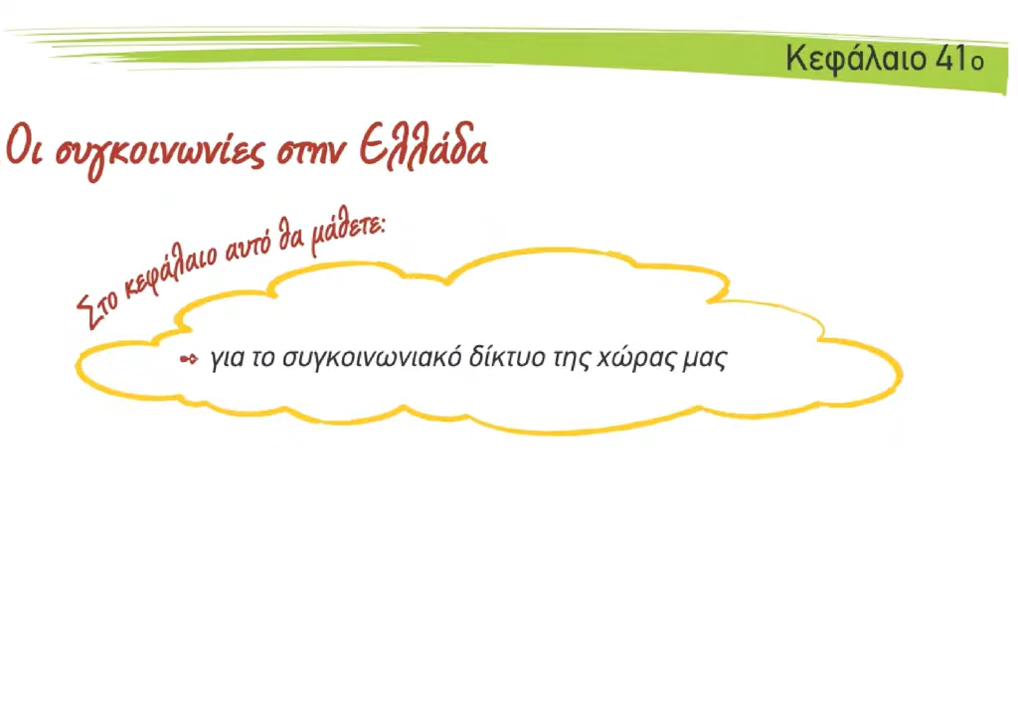 Κεφάλαιο 41ο
Οι συγκοινωνίες στην Ελλάδα
Στο κεφάλαιο αυτό θα μάθετε:
για το συγκοινωνιακό δίκτυο της χώρας μας